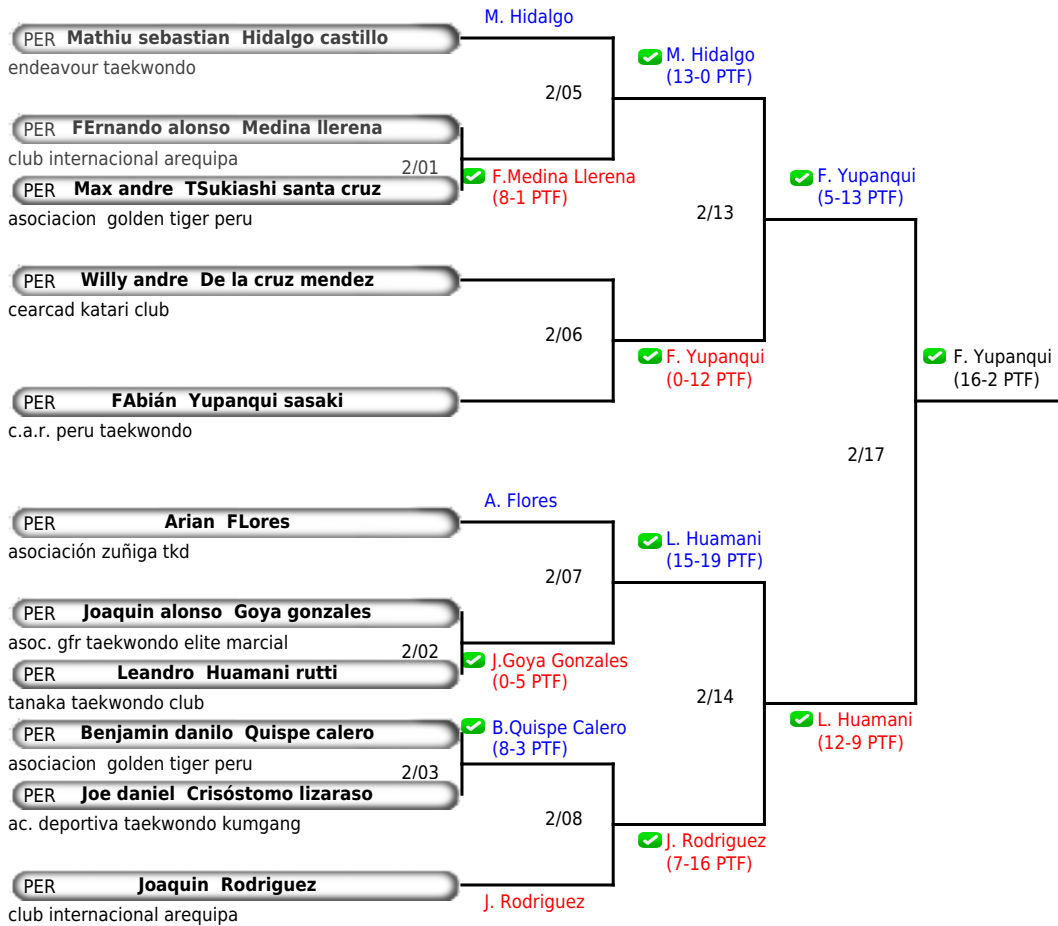 M. Hidalgo
PER Mathiu sebastian Hidalgo castillo
endeavour taekwondo
M. Hidalgo
(13-0 PTF)
2/05
PER FErnando alonso Medina llerena
club internacional arequipa
2/01
F.Medina Llerena
(8-1 PTF)
PER Max andre TSukiashi santa cruz
asociacion golden tiger peru
F. Yupanqui
(5-13 PTF)
2/13
PER Willy andre De la cruz mendez
cearcad katari club
2/06
F. Yupanqui
(0-12 PTF)
F. Yupanqui
(16-2 PTF)
PER FAbián Yupanqui sasaki
c.a.r. peru taekwondo
2/17
A. Flores
PER Arian FLores
asociación zuñiga tkd
L. Huamani
(15-19 PTF)
2/07
PER Joaquin alonso Goya gonzales
asoc. gfr taekwondo elite marcial
2/02
J.Goya Gonzales
(0-5 PTF)
PER Leandro Huamani rutti
tanaka taekwondo club
2/14
L. Huamani
(12-9 PTF)
PER Benjamin danilo Quispe calero
asociacion golden tiger peru
B.Quispe Calero
(8-3 PTF)
2/03
PER Joe daniel Crisóstomo lizaraso
ac. deportiva taekwondo kumgang
2/08
J. Rodriguez
(7-16 PTF)
PER Joaquin Rodriguez
club internacional arequipa
J. Rodriguez